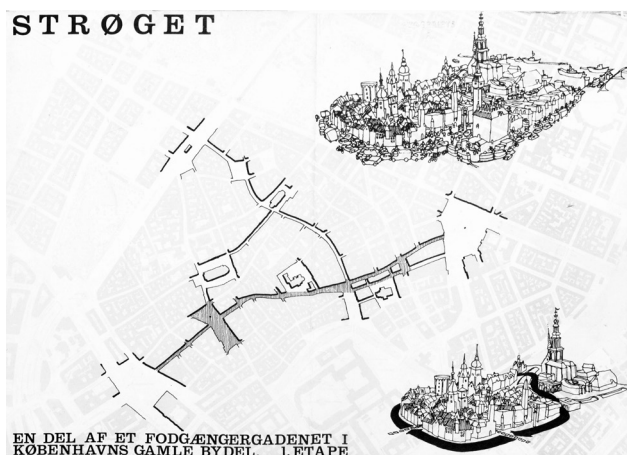 STRØGET
EN DEL AF ET FODGÆNGERGADENET I
KØBENHAVNS GAMLE BYDEL 1. ETAPE